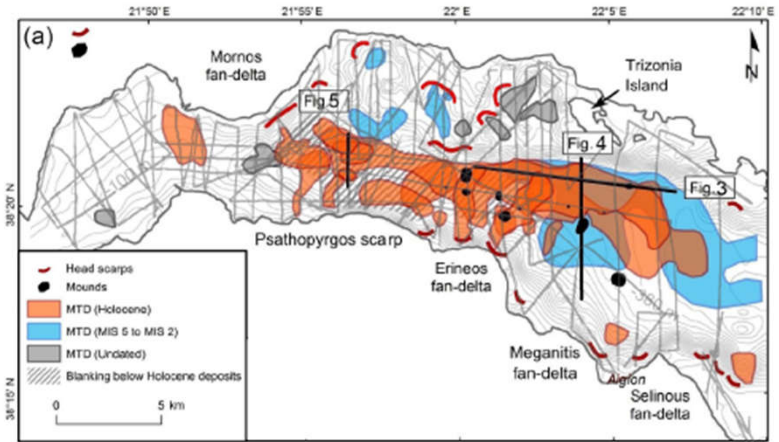 21°50'E
21°55'E
22°E
22°5'E
22°10'E
(a)
Mornos
fan-delta
Trizonia
Island
N
Fig.5
Fig. 4
Fig.3
-100 m
38°20'N
Psathopyrgos scarp
Erineos
fan-delta
-300 m
Head scarps
Mounds
MTD (Holocene)
MTD (MIS 5 to MIS 2)
MTD (Undated)
Blanking below Holocene deposits
0 5 km
Meganitis
fan-delta
Aigion
Selinous
fan-delta
38°15'N